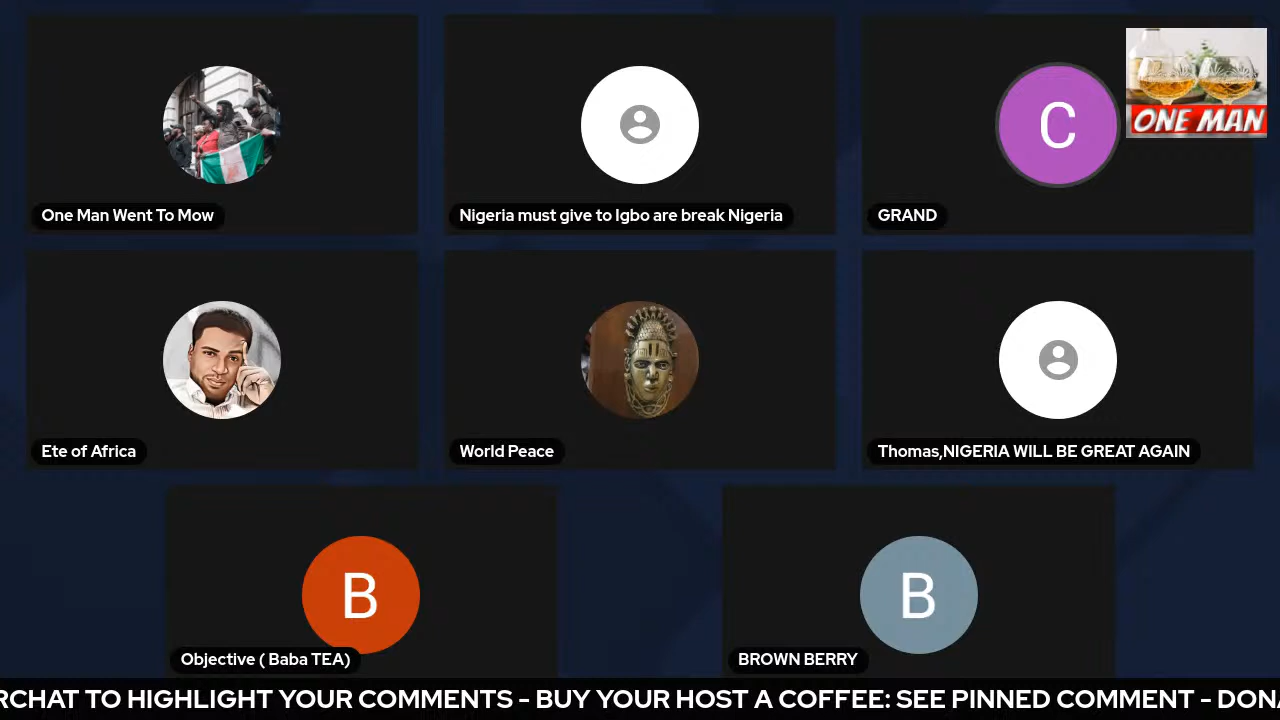 C
ONE MAN
One Man Went To Mow
Nigeria must give to Igbo are break Nigeria
GRAND
Ete of Africa
World Peace
Thomas,NIGERIA WILL BE GREAT AGAIN
B
B
Objective ( Baba TEA)
BROWN BERRY
RCHAT TO HIGHLIGHT YOUR COMMENTS - BUY YOUR HOST A COFFEE: SEE PINNED COMMENT - DON